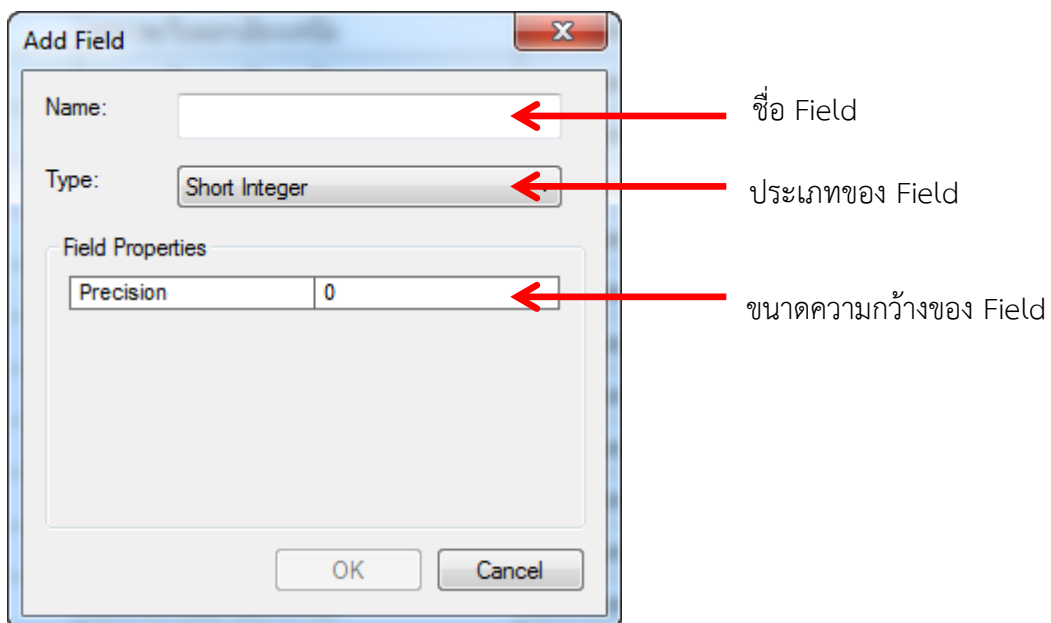 Add Field
Name:
ชื่อ Field
Type:
Short Integer
ประเภทของ Field
Field Properties
Precision 0
ขนาดความกว้างของ Field
OK Cancel